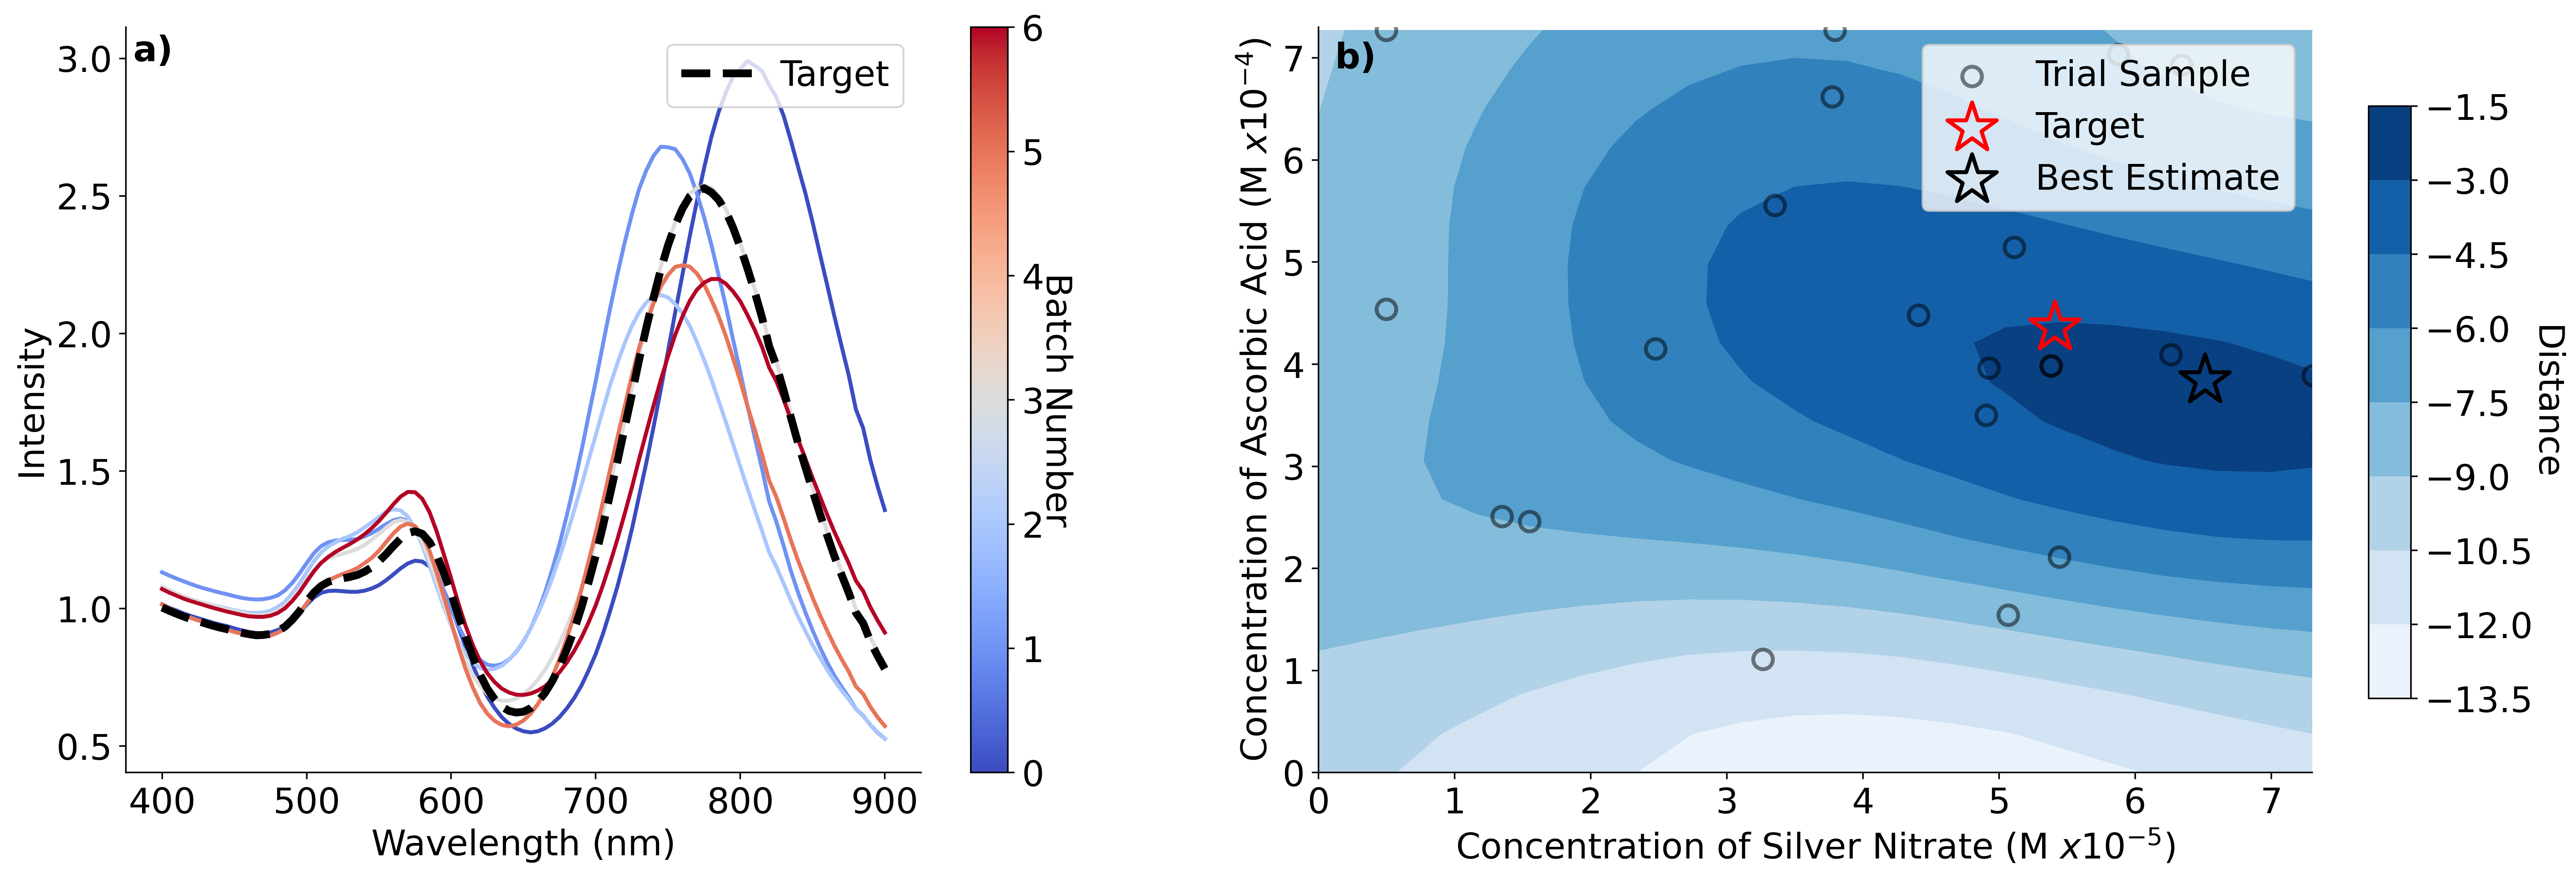 a)
Target
3.0
2.5
2.0
1.5
1.0
0.5
Intensity
400 500 600 700 800 900
Wavelength (nm)
6
5
4
3
2
1
0
Batch Number
b)
Trial Sample
Target
Best Estimate
7
6
5
4
3
2
1
0
Concentration of Ascorbic Acid (M x10⁻⁴)
0 1 2 3 4 5 6 7
Concentration of Silver Nitrate (M x10⁻⁵)
−1.5
−3.0
−4.5
−6.0
−7.5
−9.0
−10.5
−12.0
−13.5
Distance